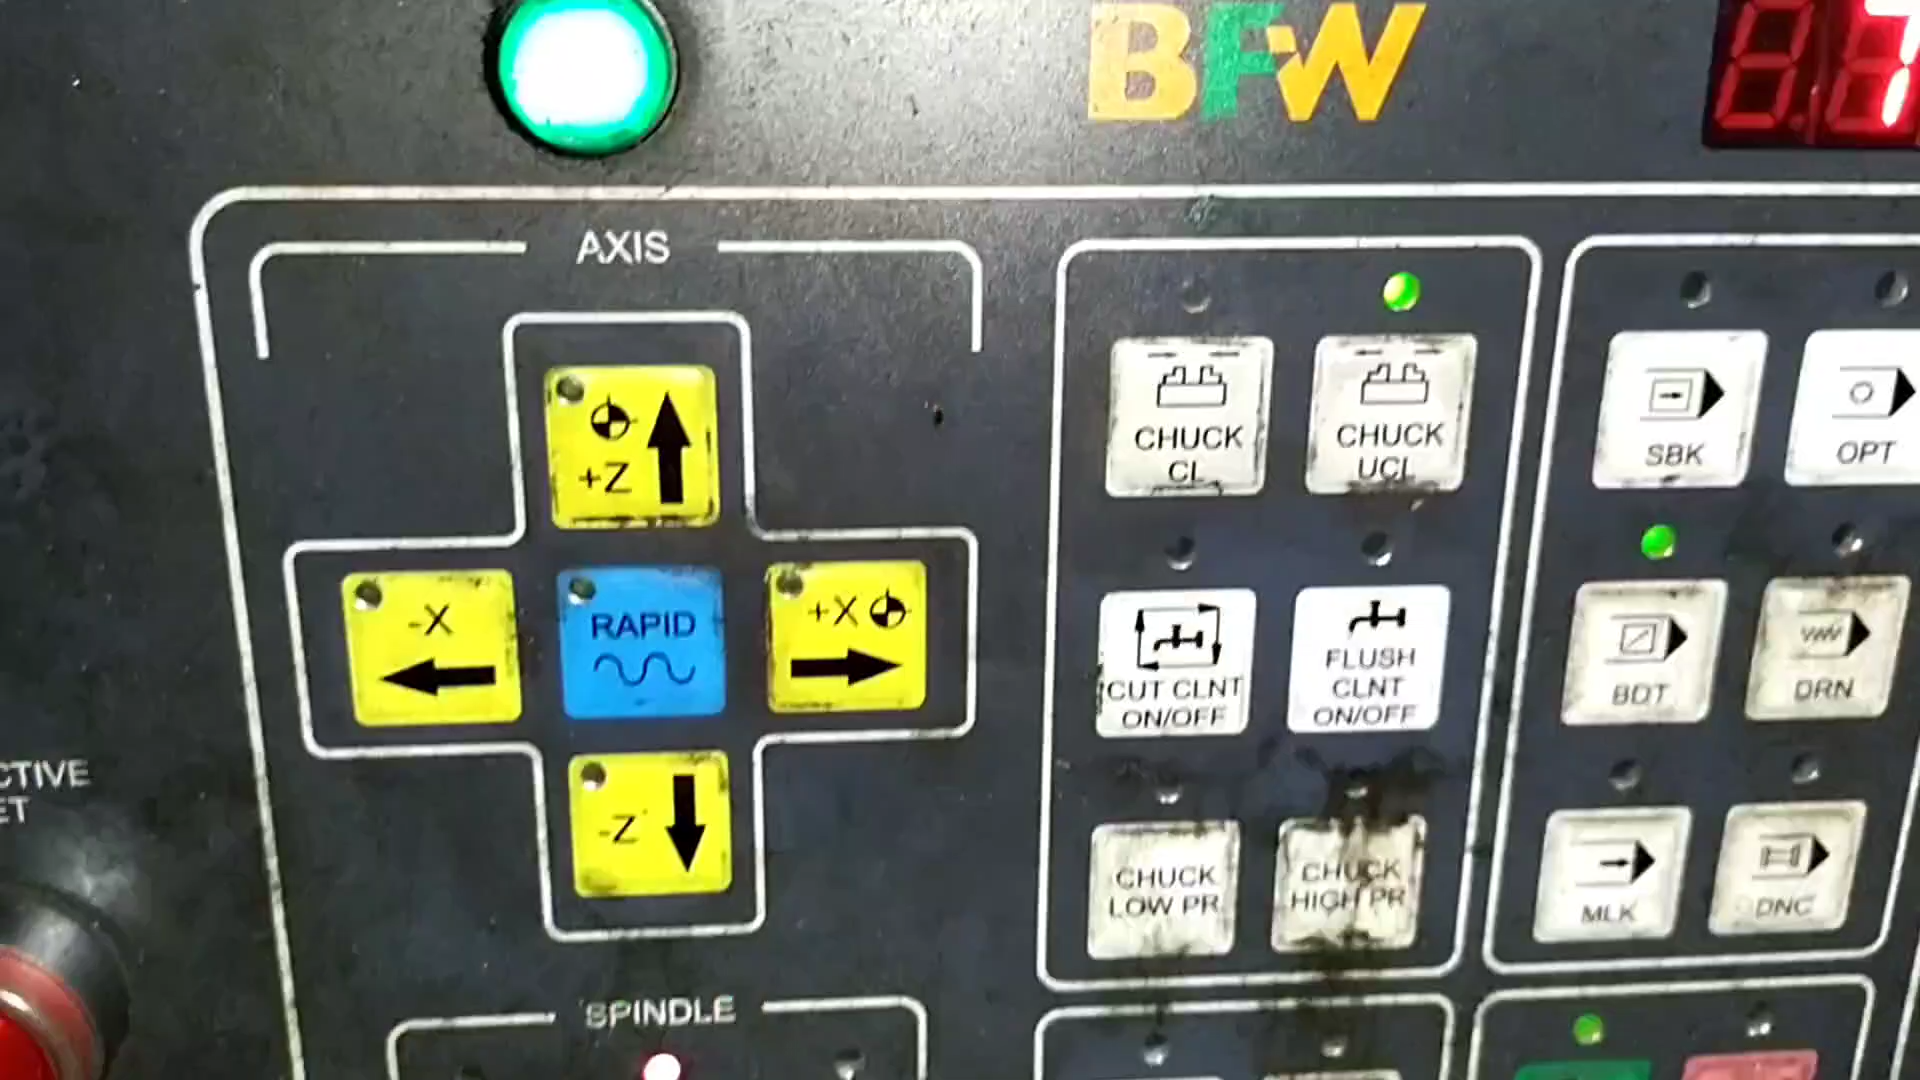 BFW
7
AXIS
+Z
-X
RAPID
+X
-Z
CHUCK
CL
CHUCK
UCL
CUT CLNT
ON/OFF
FLUSH
CLNT
ON/OFF
CHUCK
LOW PR
CHUCK
HIGH PR
SBK
OPT
BDT
DRN
MLK
DNC
CTIVE
ET
SPINDLE